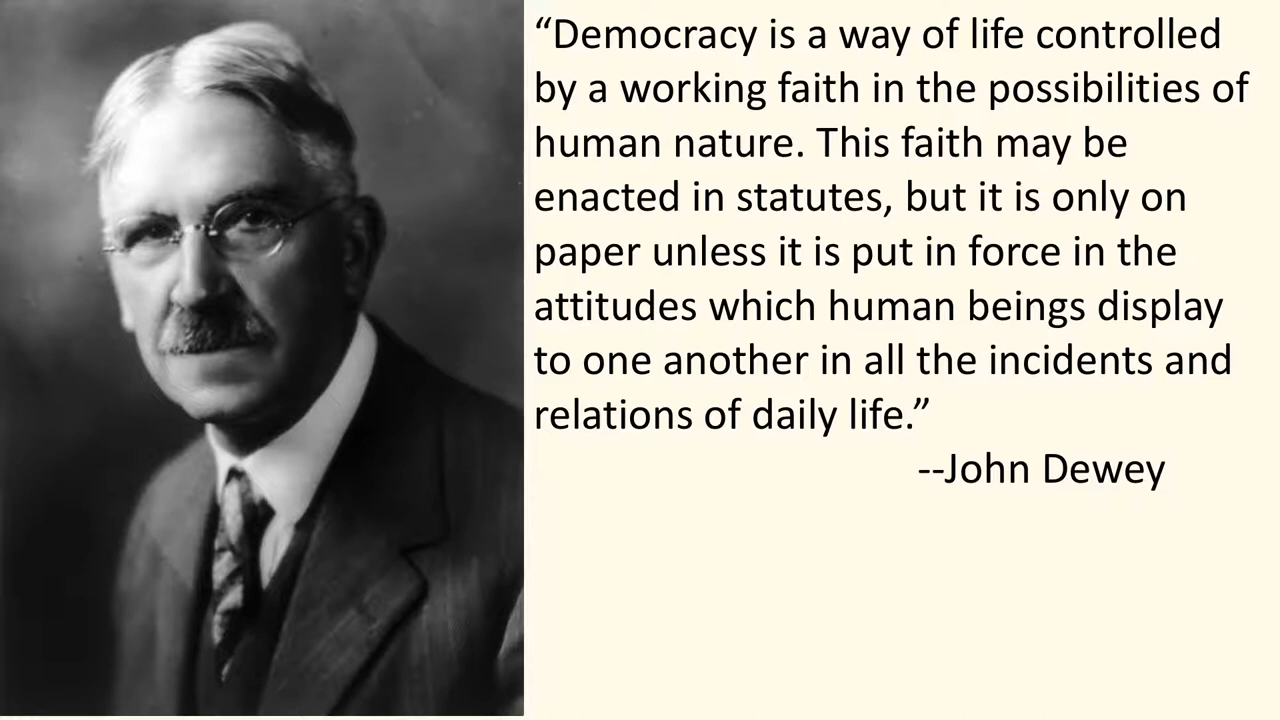 “Democracy is a way of life controlled
by a working faith in the possibilities of
human nature. This faith may be
enacted in statutes, but it is only on
paper unless it is put in force in the
attitudes which human beings display
to one another in all the incidents and
relations of daily life.”
--John Dewey